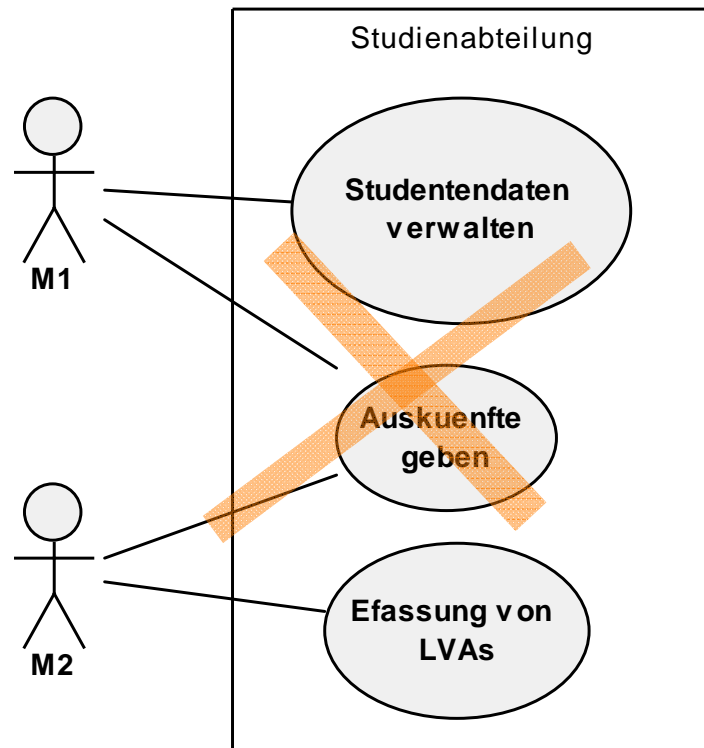 Studienabteilung
Studentendaten
verwalten
M1
Auskuenfte
geben
Efassung von
LVAs
M2